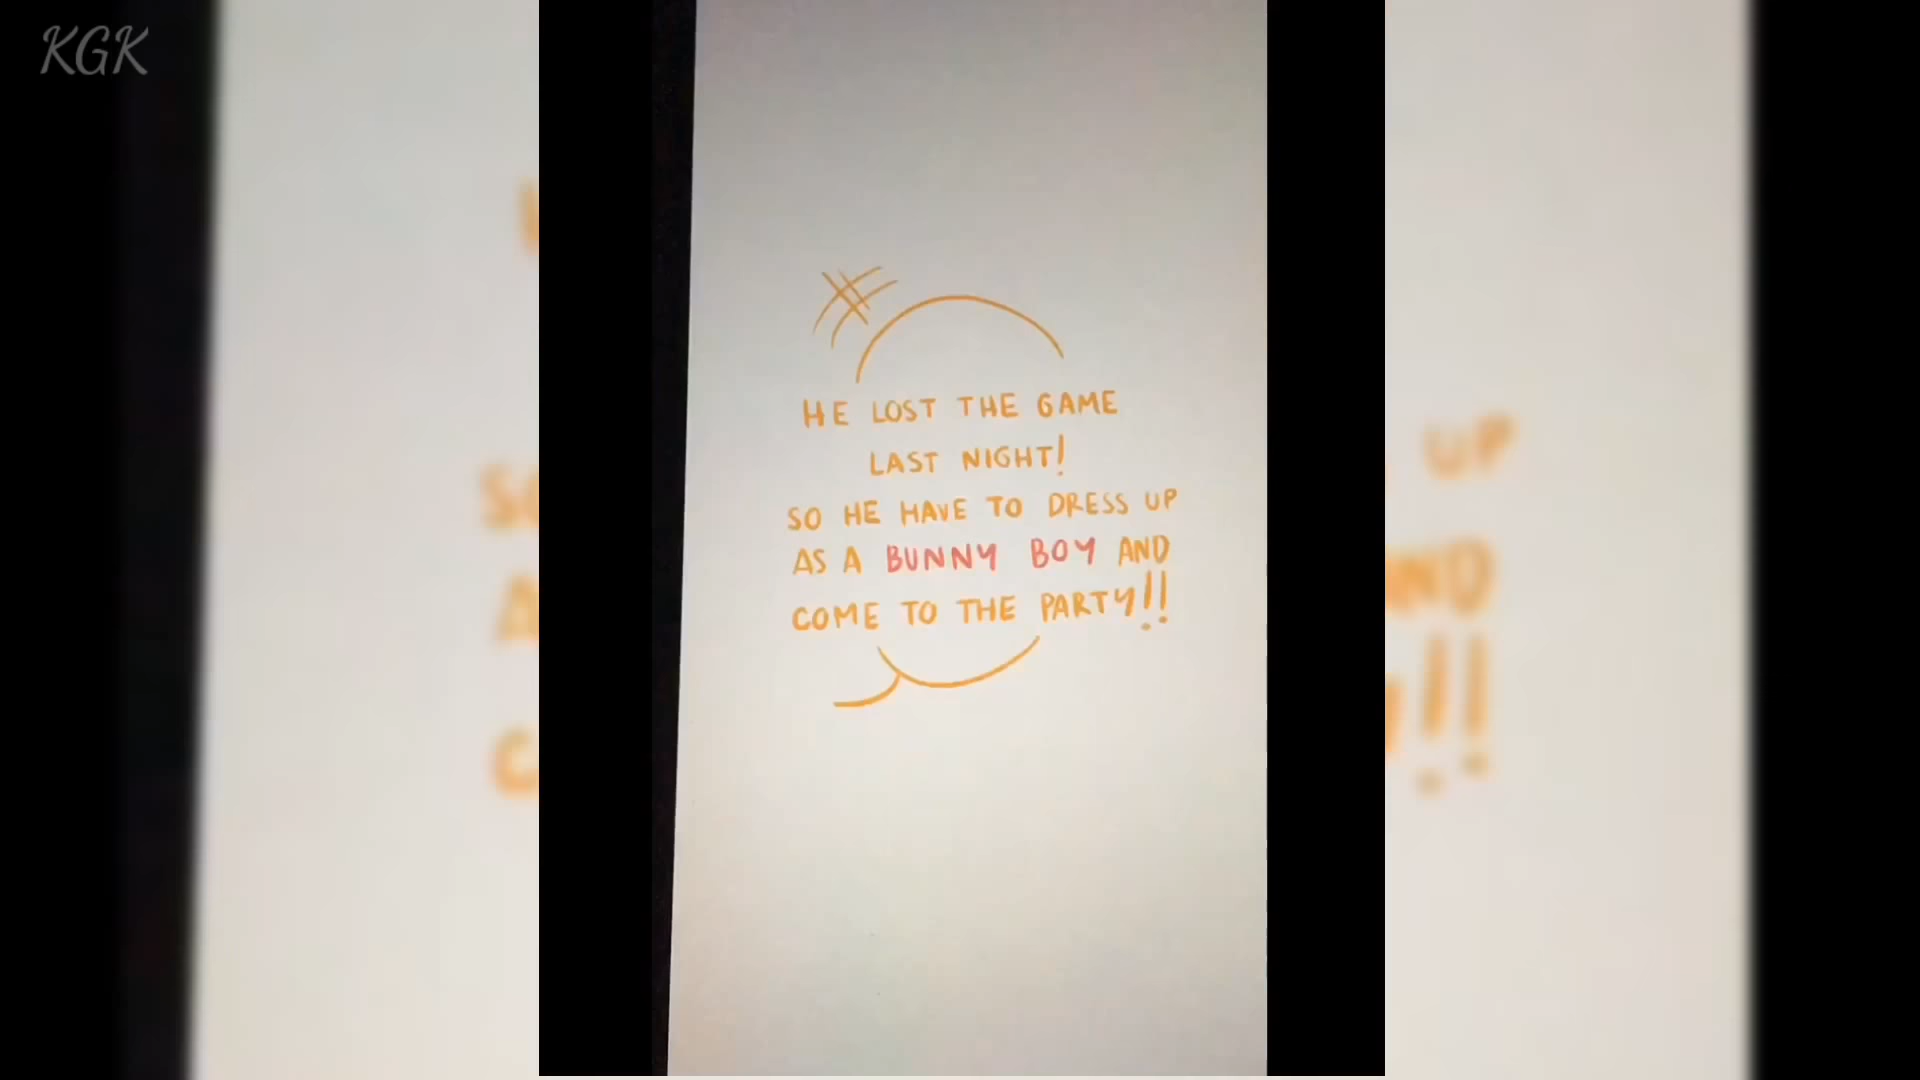 KGK
HE LOST THE GAME
LAST NIGHT!
SO HE HAVE TO DRESS UP
AS A BUNNY BOY AND
COME TO THE PARTY!!